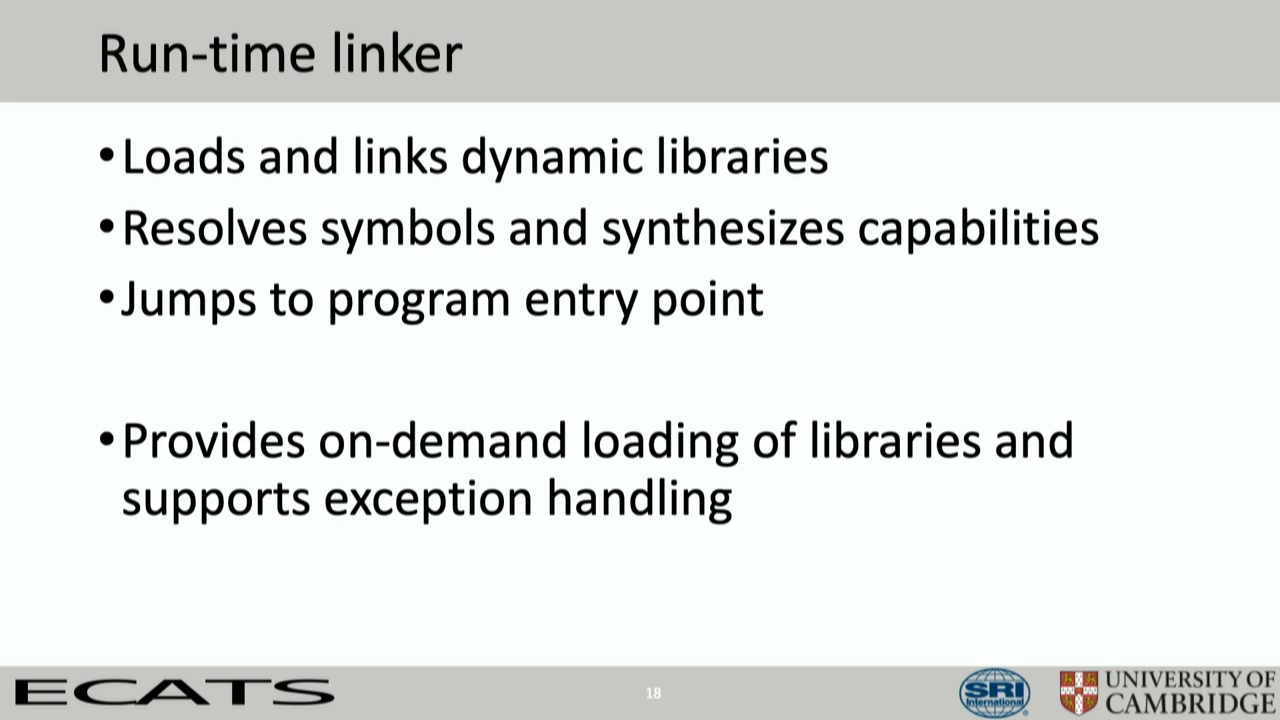 Run-time linker
•Loads and links dynamic libraries
•Resolves symbols and synthesizes capabilities
•Jumps to program entry point
•Provides on-demand loading of libraries and
supports exception handling
ECATS
18
SRI
International
UNIVERSITY OF
CAMBRIDGE